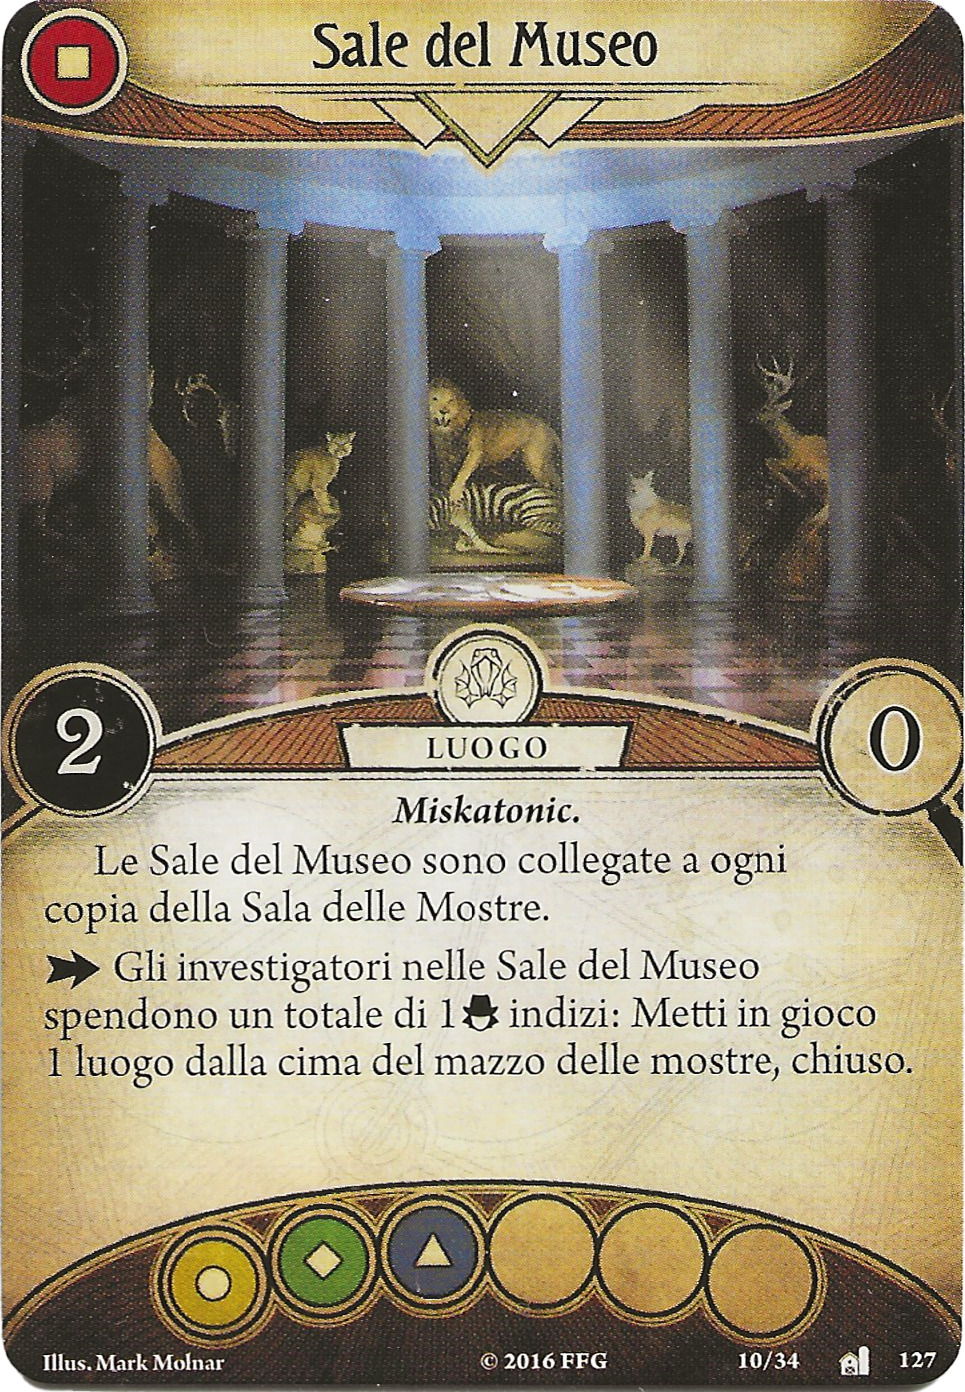 Sale del Museo
2
LUOGO
0
Miskatonic.
Le Sale del Museo sono collegate a ogni
copia della Sala delle Mostre.
Gli investigatori nelle Sale del Museo
spendono un totale di 1 indizi: Metti in gioco
1 luogo dalla cima del mazzo delle mostre, chiuso.
Illus. Mark Molnar © 2016 FFG 10/34 127